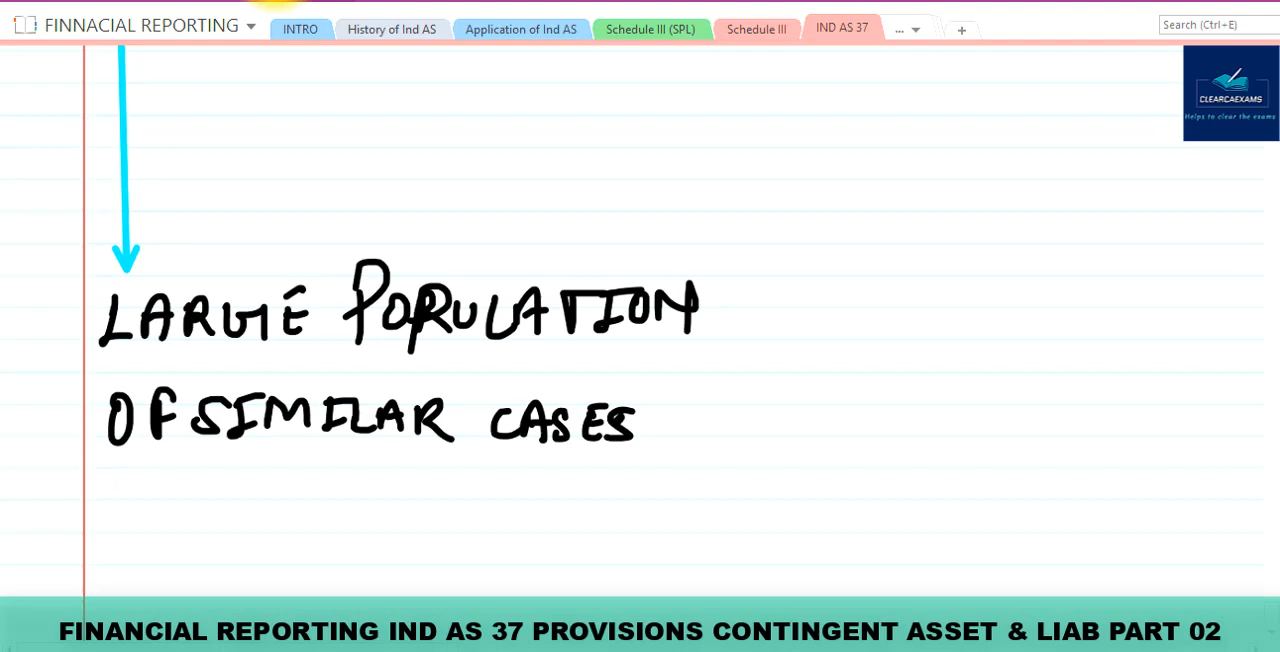 FINNACIAL REPORTING
INTRO
History of Ind AS
Application of Ind AS
Schedule III (SPL)
Schedule III
IND AS 37
...
+
Search (Ctrl+E)
CLEARCAEXAMS
Helps to clear the exams
LARGE POPULATION
OF SIMILAR CASES
FINANCIAL REPORTING IND AS 37 PROVISIONS CONTINGENT ASSET & LIAB PART 02